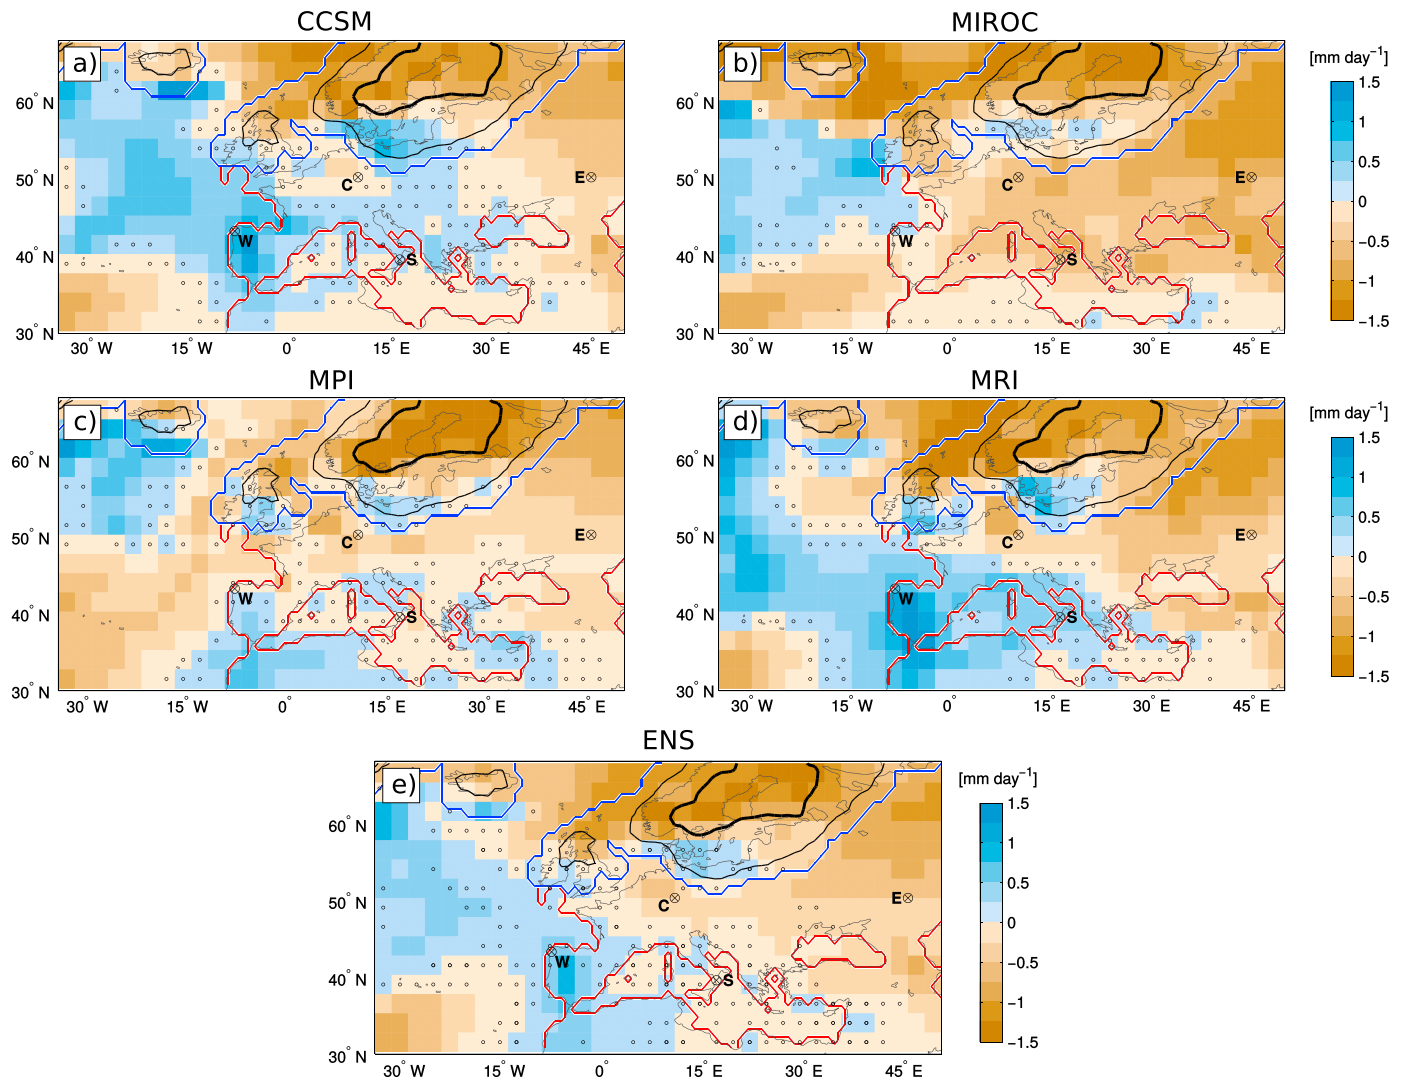 CCSM
MIROC
a)
b)
[mm day⁻¹]
60° N
50° N
40° N
30° N
C
E
W
S
30° W
15° W
0°
15° E
30° E
45° E
60° N
50° N
40° N
30° N
C
E
W
S
30° W
15° W
0°
15° E
30° E
45° E
1.5
1
0.5
0
−0.5
−1
−1.5
MPI
MRI
c)
d)
[mm day⁻¹]
60° N
50° N
40° N
30° N
C
E
W
S
30° W
15° W
0°
15° E
30° E
45° E
60° N
50° N
40° N
30° N
C
E
W
S
30° W
15° W
0°
15° E
30° E
45° E
1.5
1
0.5
0
−0.5
−1
−1.5
ENS
e)
[mm day⁻¹]
60° N
50° N
40° N
30° N
C
E
W
S
30° W
15° W
0°
15° E
30° E
45° E
1.5
1
0.5
0
−0.5
−1
−1.5